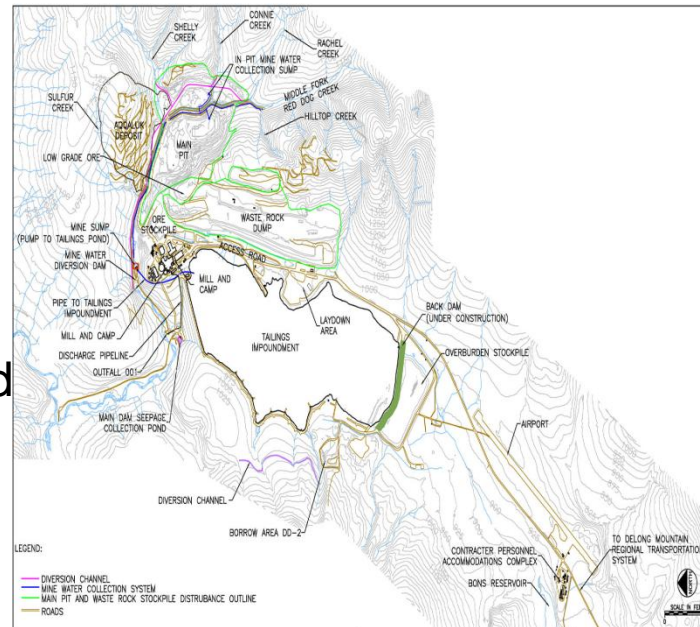 SHELLY
CREEK
CONNIE
CREEK
RACHEL
CREEK
IN PIT MINE WATER
COLLECTION SUMP
MIDDLE FORK
RED DOG CREEK
HILLTOP CREEK
SULFUR
CREEK
AQQALUK
DEPOSIT
MAIN
PIT
LOW GRADE ORE
ORE
STOCKPILE
WASTE ROCK
DUMP
MINE SUMP
(PUMP TO TAILINGS POND)
ACCESS ROAD
MINE WATER
DIVERSION DAM
MILL AND
CAMP
PIPE TO TAILINGS
IMPOUNDMENT
LAYDOWN
AREA
BACK DAM
(UNDER CONSTRUCTION)
MILL AND CAMP
TAILINGS
IMPOUNDMENT
DISCHARGE PIPELINE
OVERBURDEN STOCKPILE
OUTFALL 001
d
MAIN DAM SEEPAGE
COLLECTION POND
AIRPORT
DIVERSION CHANNEL
BORROW AREA DD-2
LEGEND:
CONTRACTER PERSONNEL
ACCOMMODATIONS COMPLEX
TO DELONG MOUNTAIN
REGIONAL TRANSPORTATION
SYSTEM
BONS RESERVOIR
DIVERSION CHANNEL
MINE WATER COLLECTION SYSTEM
MAIN PIT AND WASTE ROCK STOCKPILE DISTRUBANCE OUTLINE
ROADS
NORTH
SCALE IN FEE
0